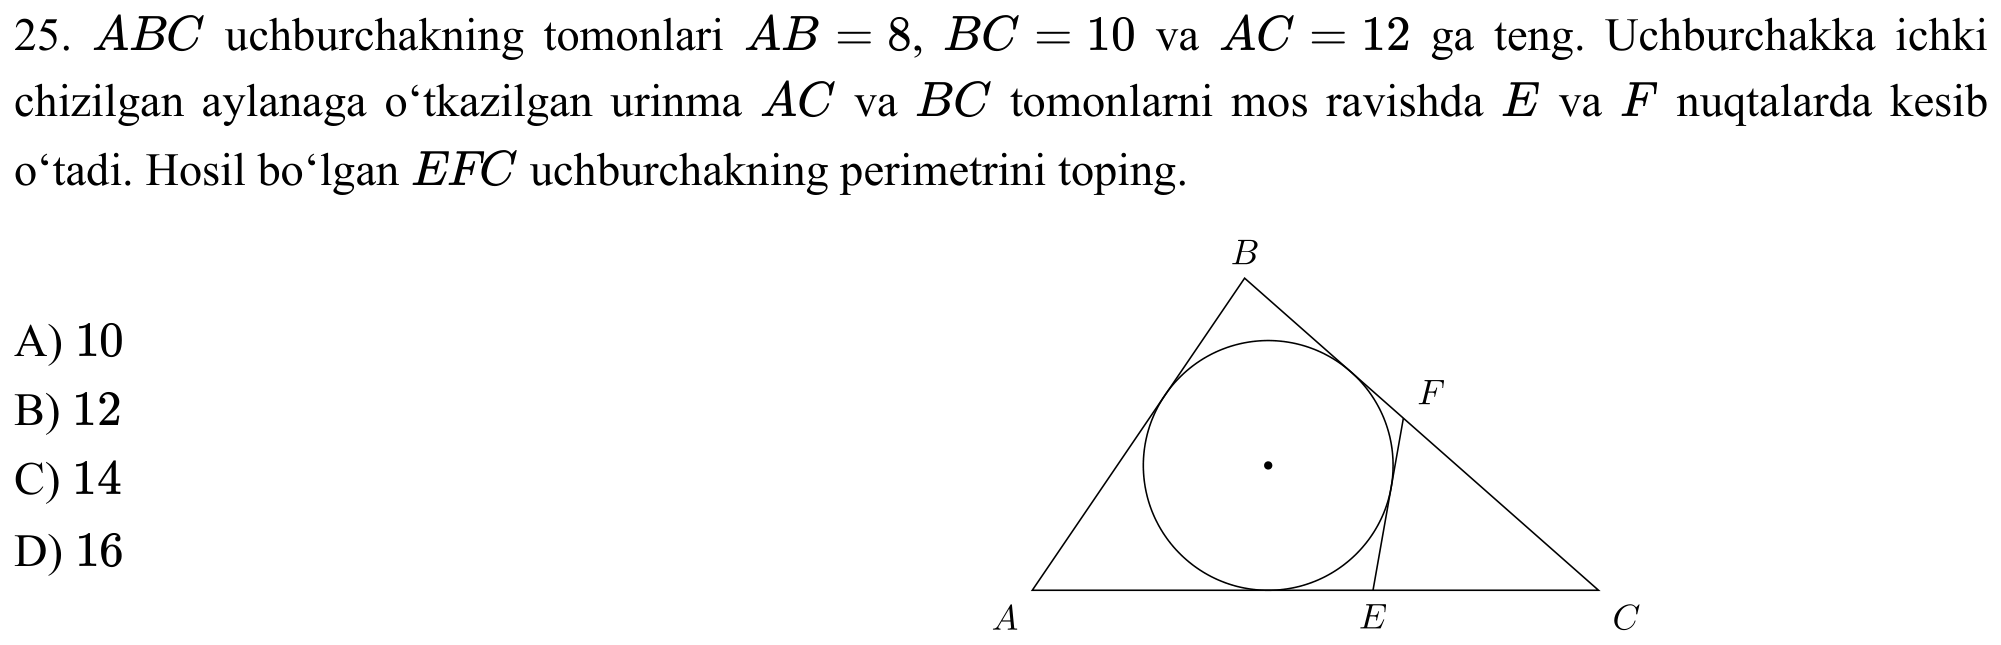 25. ABC uchburchakning tomonlari AB = 8, BC = 10 va AC = 12 ga teng. Uchburchakka ichki
chizilgan aylanaga o‘tkazilgan urinma AC va BC tomonlarni mos ravishda E va F nuqtalarda kesib
o‘tadi. Hosil bo‘lgan EFC uchburchakning perimetrini toping.
A) 10
B) 12
C) 14
D) 16
B
F
A
E
C